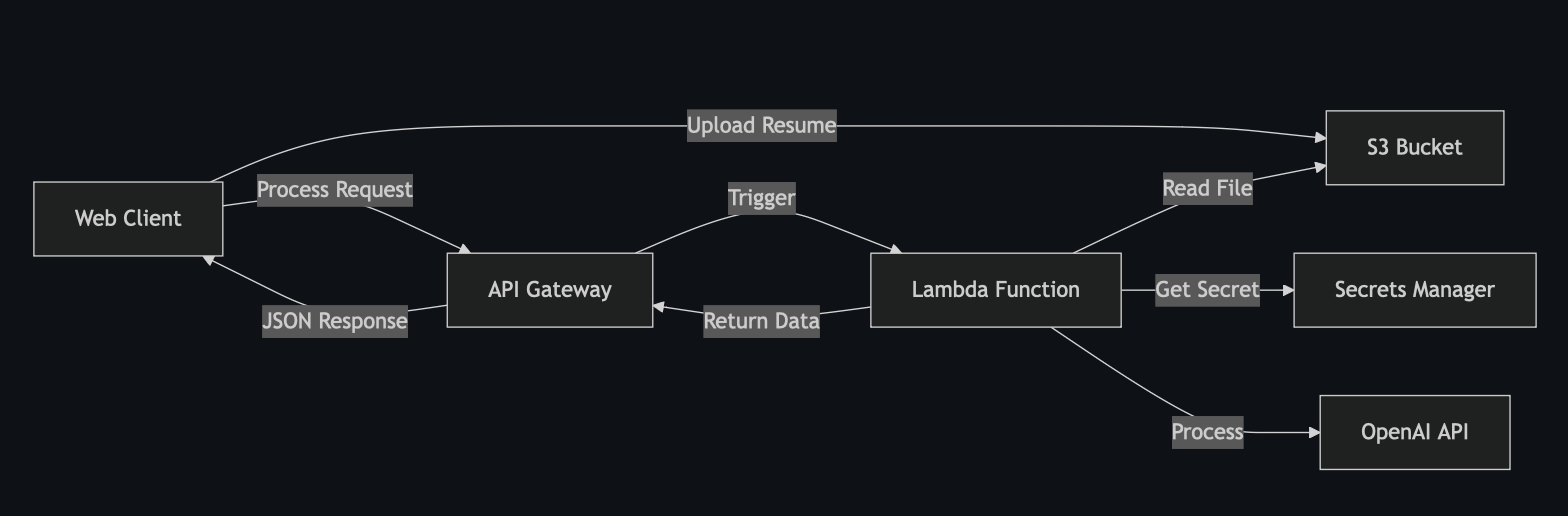 Upload Resume
S3 Bucket
Process Request
Read File
Trigger
Web Client
API Gateway
Lambda Function
Get Secret
Secrets Manager
JSON Response
Return Data
Process
OpenAI API